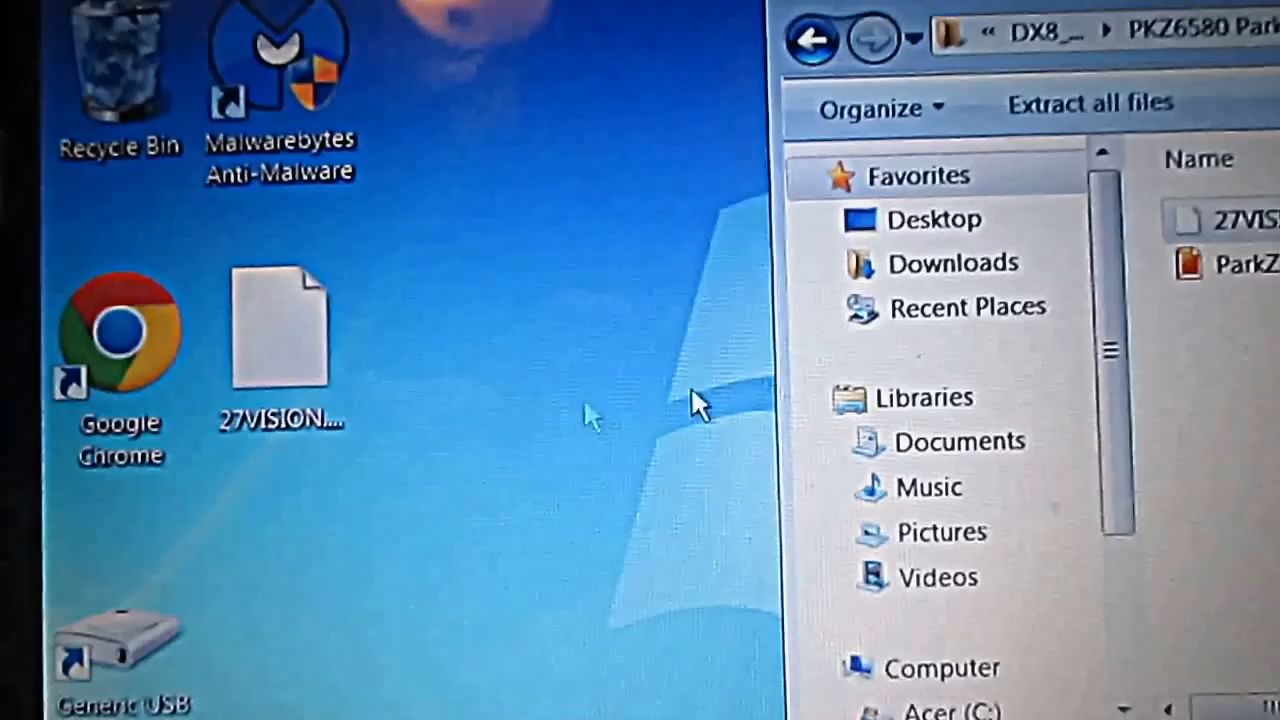 Recycle Bin
Malwarebytes
Anti-Malware
Google
Chrome
27VISION....
Generic USB
« DX8_...
PKZ6580 Park
Organize
Extract all files
Name
Favorites
Desktop
Downloads
Recent Places
27VIS
ParkZ
Libraries
Documents
Music
Pictures
Videos
Computer
Acer (C:)